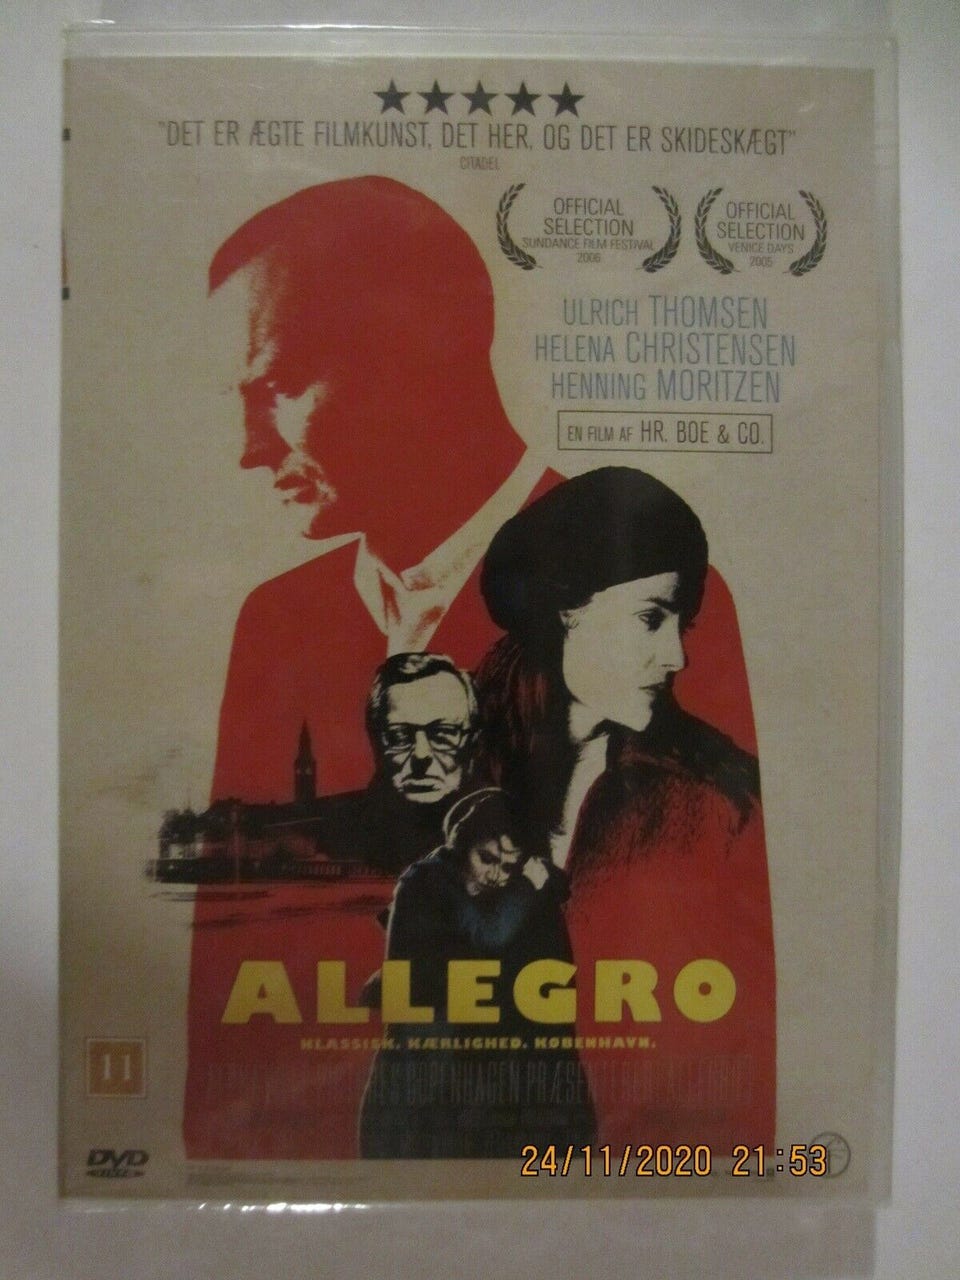 "DET ER ÆGTE FILMKUNST, DET HER, OG DET ER SKIDESKÆGT"
CITADEL
OFFICIAL
SELECTION
SUNDANCE FILM FESTIVAL
2006
OFFICIAL
SELECTION
VENICE DAYS
2005
ULRICH THOMSEN
HELENA CHRISTENSEN
HENNING MORITZEN
EN FILM AF HR. BOE & CO.
ALLEGRO
KLASSISK. KÆRLIGHED. KØBENHAVN.
COPENHAGEN PRÆSENTERER
11
DVD
24/11/2020 21:53